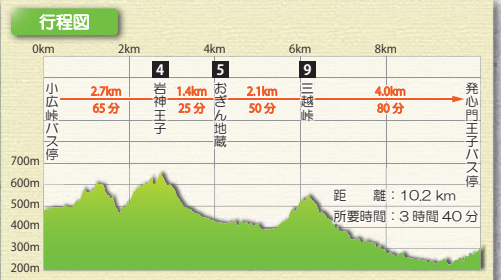 行程図
0km 2km 4km 6km 8km
4 5 9
小広峠バス停
2.7km
65分
岩神王子
1.4km
25分
おぎん地蔵
2.1km
50分
三越峠
4.0km
80分
発心門王子バス停
700m
600m
500m
400m
300m
200m
距　離：10.2 km
所要時間：3 時間 40 分